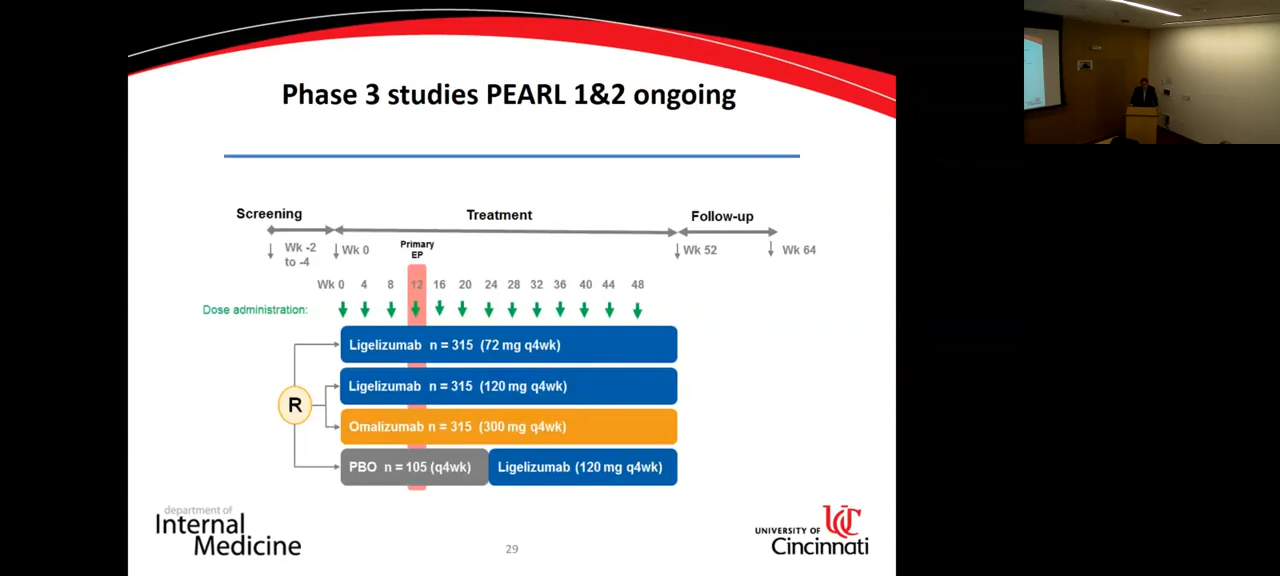 Phase 3 studies PEARL 1&2 ongoing
Screening
Treatment
Follow-up
Wk -2
to -4
Wk 0
Primary
EP
Wk 52
Wk 64
Wk 0 4 8 12 16 20 24 28 32 36 40 44 48
Dose administration:
R
Ligelizumab n = 315 (72 mg q4wk)
Ligelizumab n = 315 (120 mg q4wk)
Omalizumab n = 315 (300 mg q4wk)
PBO n = 105 (q4wk)
Ligelizumab (120 mg q4wk)
department of
Internal
Medicine
29
UC
UNIVERSITY OF
Cincinnati